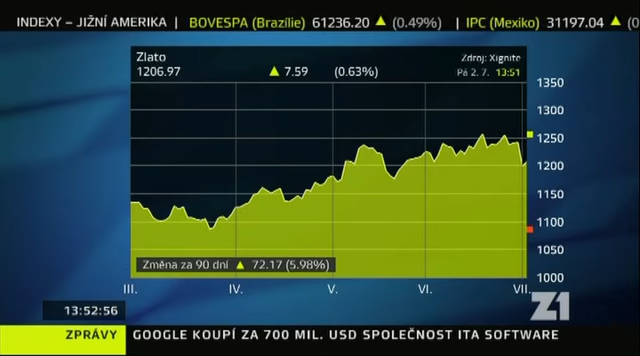 INDEXY – JIŽNÍ AMERIKA | BOVESPA (Brazílie) 61236.20 ▲ (0.49%) | IPC (Mexiko) 31197.04 ▲ (0
Zlato
Zdroj: Xignite
1206.97 ▲ 7.59 (0.63%)
Pá 2. 7. 13:51
1350
1300
1250
1200
1150
1100
1050
1000
Změna za 90 dní ▲ 72.17 (5.98%)
III. IV. V. VI. VII.
13:52:56
Z1
ZPRÁVY GOOGLE KOUPÍ ZA 700 MIL. USD SPOLEČNOST ITA SOFTWARE